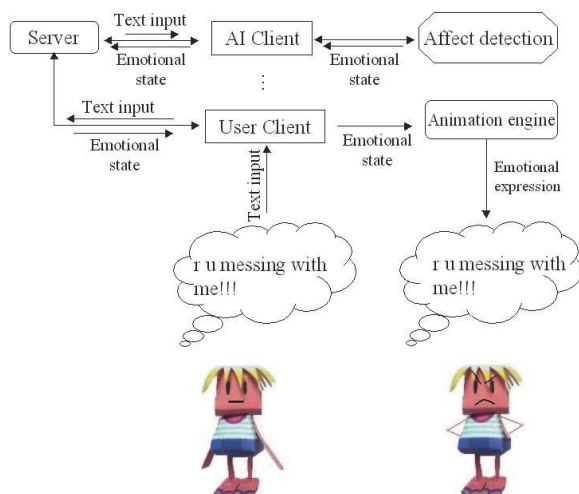 Server
Text input
Emotional
state
AI Client
Emotional
state
Affect detection
Text input
Emotional
state
User Client
Emotional
state
Animation engine
Text input
Emotional
expression
r u messing with
me!!!
r u messing with
me!!!